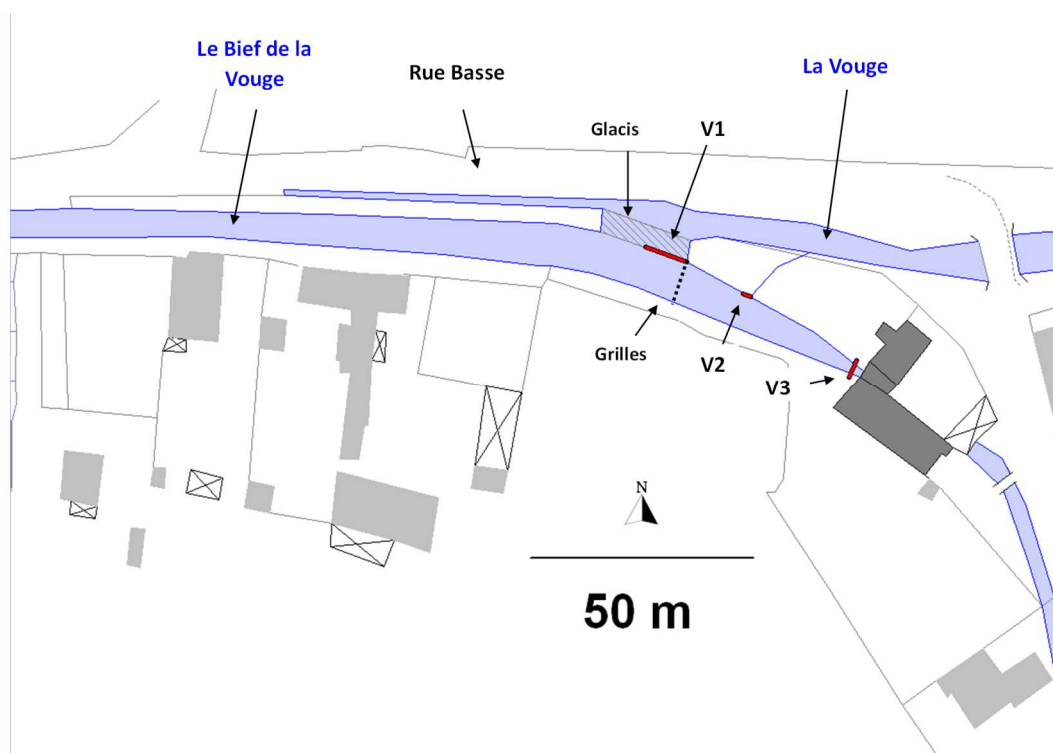 Le Bief de la
Vouge
Rue Basse
La Vouge
Glacis
V1
Grilles
V2
V3
N
50 m